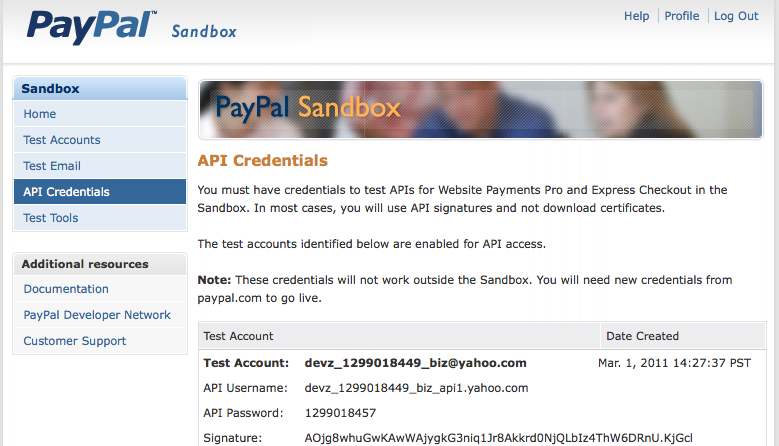 PayPal™ Sandbox
Help Profile Log Out
Sandbox
Home
Test Accounts
Test Email
API Credentials
Test Tools
Additional resources
Documentation
PayPal Developer Network
Customer Support
PayPal Sandbox
API Credentials
You must have credentials to test APIs for Website Payments Pro and Express Checkout in the
Sandbox. In most cases, you will use API signatures and not download certificates.
The test accounts identified below are enabled for API access.
Note: These credentials will not work outside the Sandbox. You will need new credentials from
paypal.com to go live.
Test Account Date Created
Test Account: devz_1299018449_biz@yahoo.com Mar. 1, 2011 14:27:37 PST
API Username: devz_1299018449_biz_api1.yahoo.com
API Password: 1299018457
Signature: AOjg8whuGwKAwWAjygkG3niq1Jr8Akkrd0NjQLbIz4ThW6DRnU.KjGcl